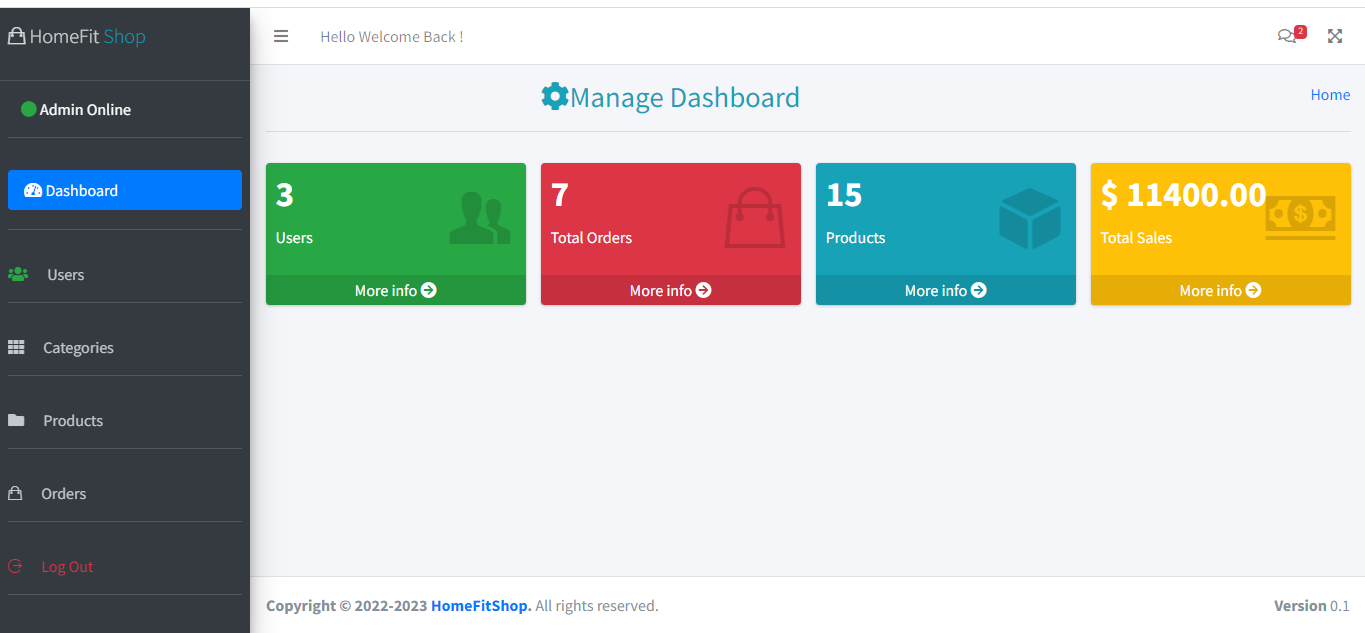 HomeFit Shop
Hello Welcome Back !
2
Admin Online
Manage Dashboard
Home
Dashboard
Users
Categories
Products
Orders
Log Out
3
Users
More info
7
Total Orders
More info
15
Products
More info
$ 11400.00
Total Sales
More info
Copyright © 2022-2023 HomeFitShop. All rights reserved.
Version 0.1